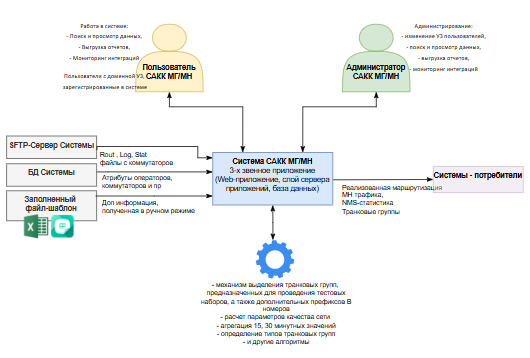 Работа в системе:
- Поиск и просмотр данных,
- Выгрузка отчетов,
- Мониторинг интеграций
Пользователи с доменной УЗ,
зарегистрированные в системе
Пользователь
САКК МГ/МН
Администрирование:
- изменение УЗ пользователей,
- поиск и просмотр данных,
- выгрузка отчетов,
- мониторинг интеграций
Администратор
САКК МГ/МН
SFTP-Сервер Системы
БД Системы
Заполненный
файл-шаблон
Rout , Log, Stat
файлы с коммутаторов
Атрибуты операторов,
коммутаторов и пр
Доп информация,
полученная в ручном режиме
Система САКК МГ/МН
3-х звенное приложение
(Web-приложение, слой сервера
приложений, база данных)
Реализованная маршрутизация
МН трафика,
NMS-статистика
Транковые группы
Системы - потребители
- механизм выделения транковых групп,
предназначенных для проведения тестовых
наборов, а также дополнительных префиксов В
номеров
- расчет параметров качества сети
- агрегация 15, 30 минутных значений
- определение типов транковых групп
- и другие алгоритмы